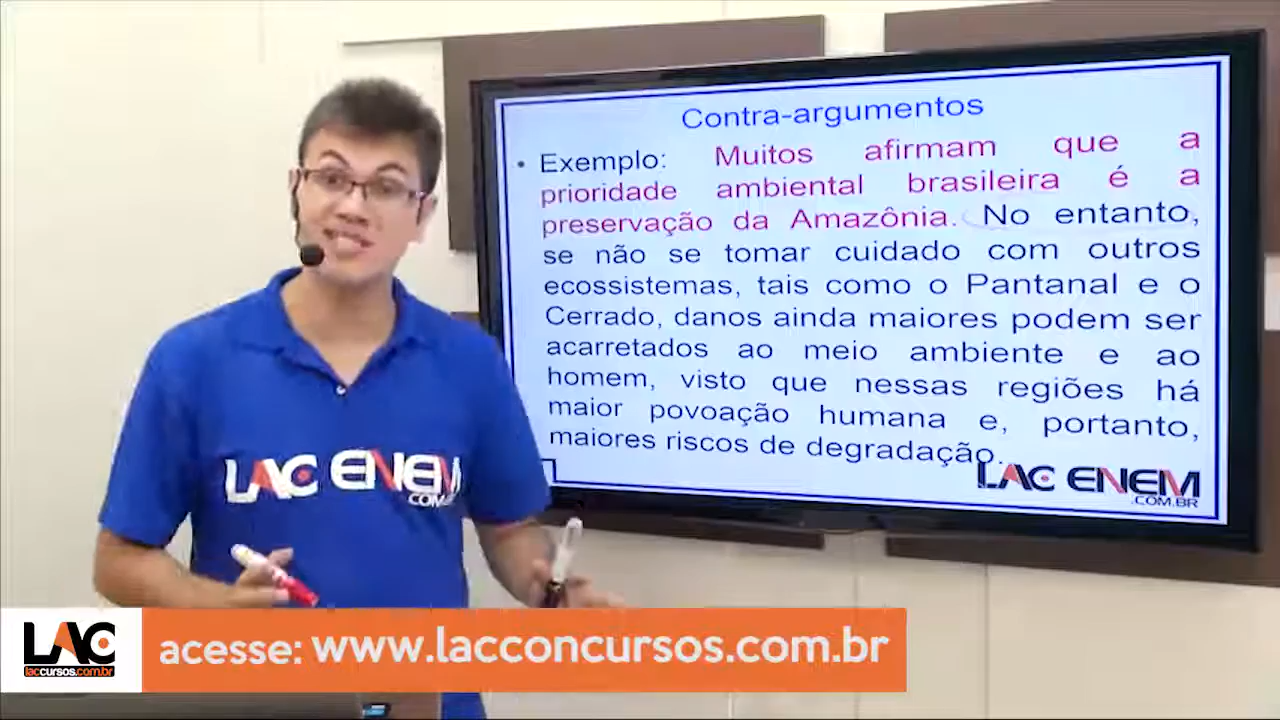 Contra-argumentos
• Exemplo: Muitos afirmam que a
prioridade ambiental brasileira é a
preservação da Amazônia. No entanto,
se não se tomar cuidado com outros
ecossistemas, tais como o Pantanal e o
Cerrado, danos ainda maiores podem ser
acarretados ao meio ambiente e ao
homem, visto que nessas regiões há
maior povoação humana e, portanto,
maiores riscos de degradação.
LAC ENEM
.COM.BR
LAC ENEM
.COM.BR
LAC
laccursos.com.br
acesse: www.lacconcursos.com.br